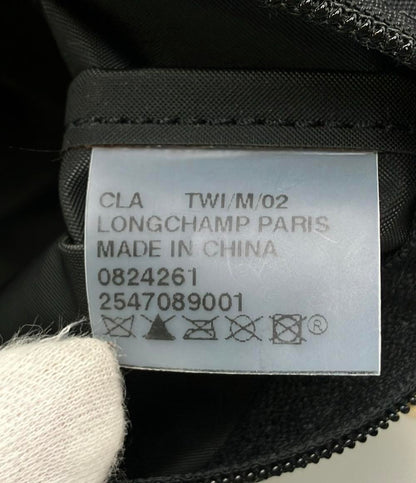 CLA TWI/M/02
LONGCHAMP PARIS
MADE IN CHINA
0824261
2547089001
®